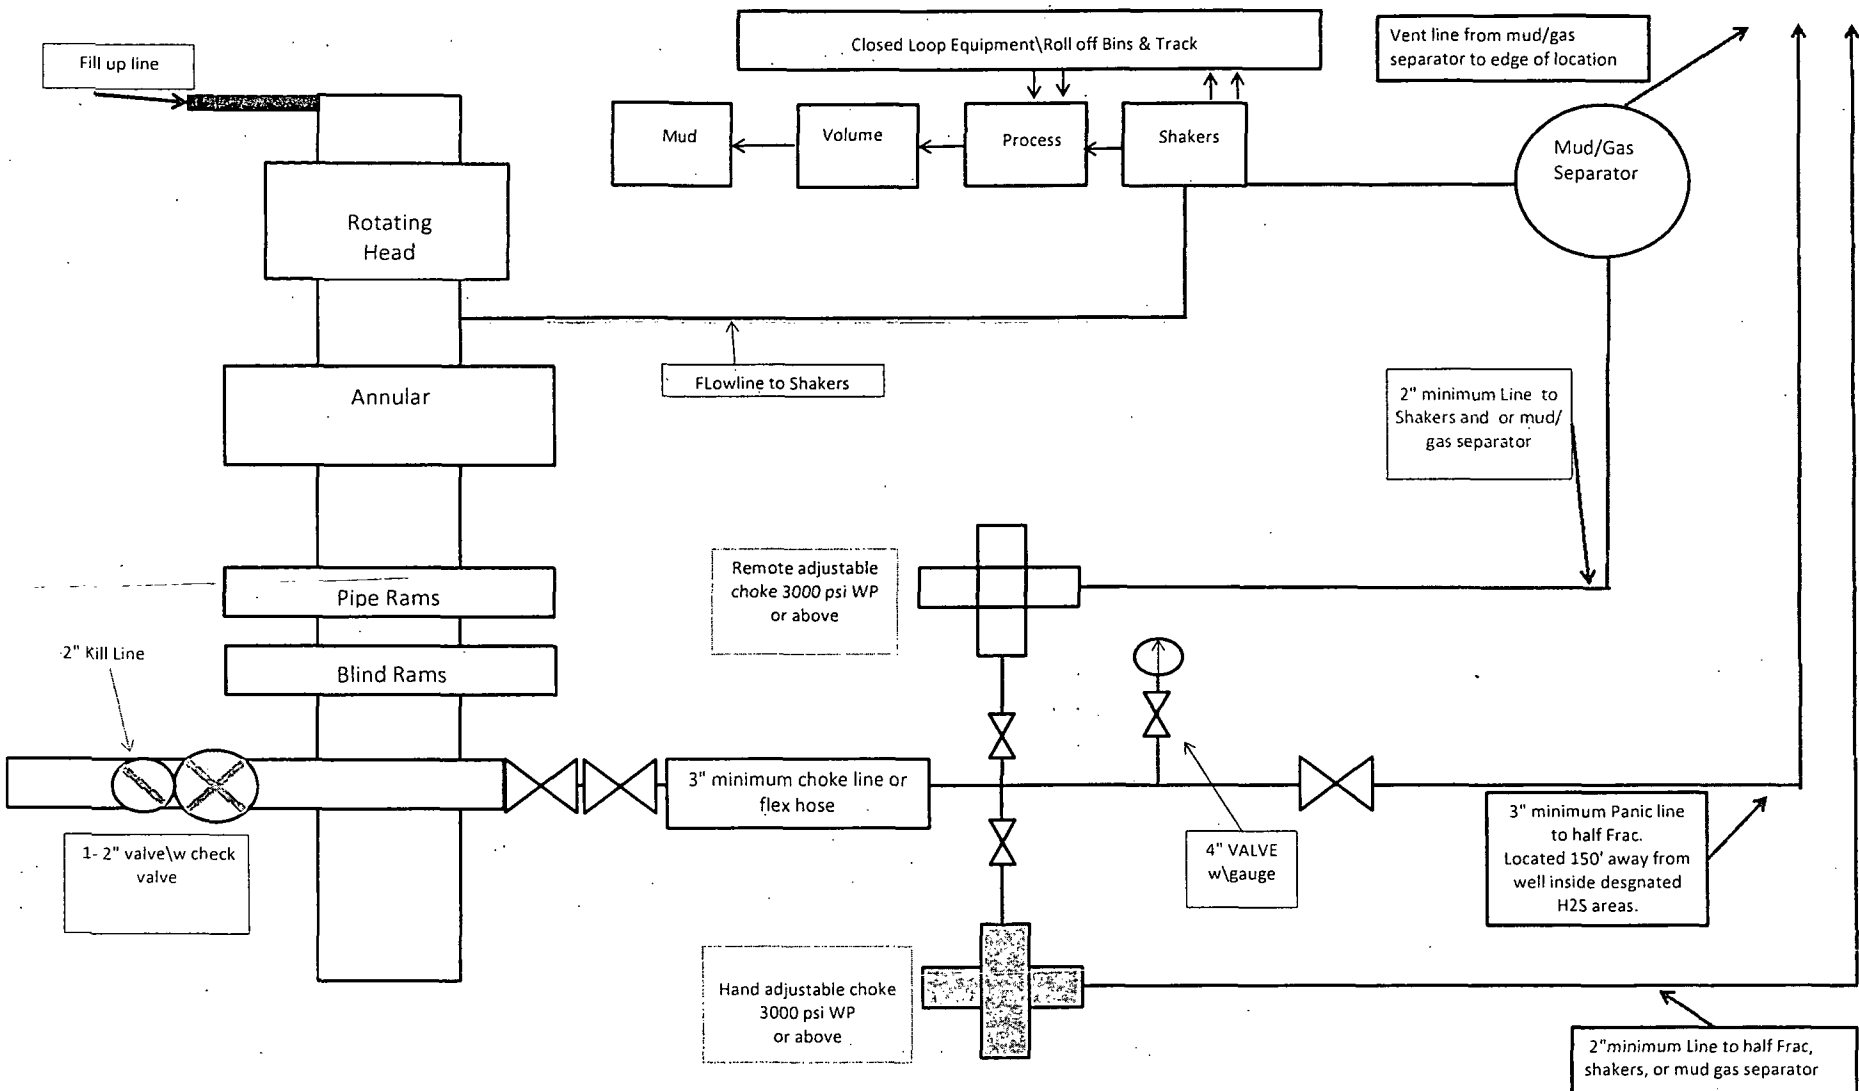 Fill up line
Closed Loop Equipment\Roll off Bins & Track
Vent line from mud/gas
separator to edge of location
Mud
Volume
Process
Shakers
Mud/Gas
Separator
Rotating
Head
FLowline to Shakers
Annular
2" minimum Line to
Shakers and or mud/
gas separator
Remote adjustable
choke 3000 psi WP
or above
Pipe Rams
2" Kill Line
Blind Rams
3" minimum choke line or
flex hose
1- 2" valve\w check
valve
4" VALVE
w\gauge
3" minimum Panic line
to half Frac.
Located 150' away from
well inside desgnated
H2S areas.
Hand adjustable choke
3000 psi WP
or above
2"minimum Line to half Frac,
shakers, or mud gas separator